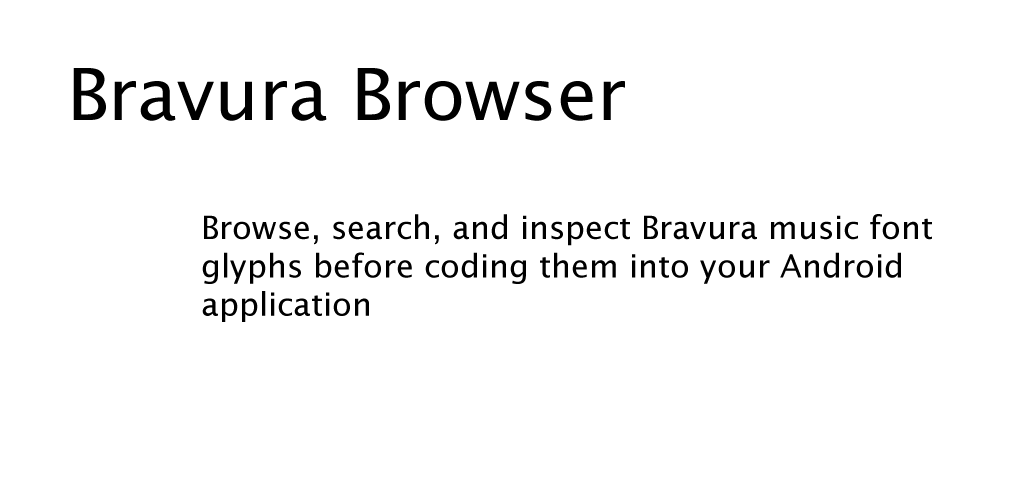 Bravura Browser
Browse, search, and inspect Bravura music font
glyphs before coding them into your Android
application